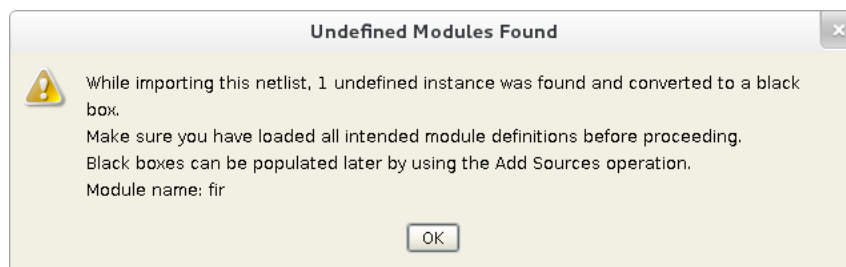 Undefined Modules Found
While importing this netlist, 1 undefined instance was found and converted to a black
box.
Make sure you have loaded all intended module definitions before proceeding.
Black boxes can be populated later by using the Add Sources operation.
Module name: fir
OK